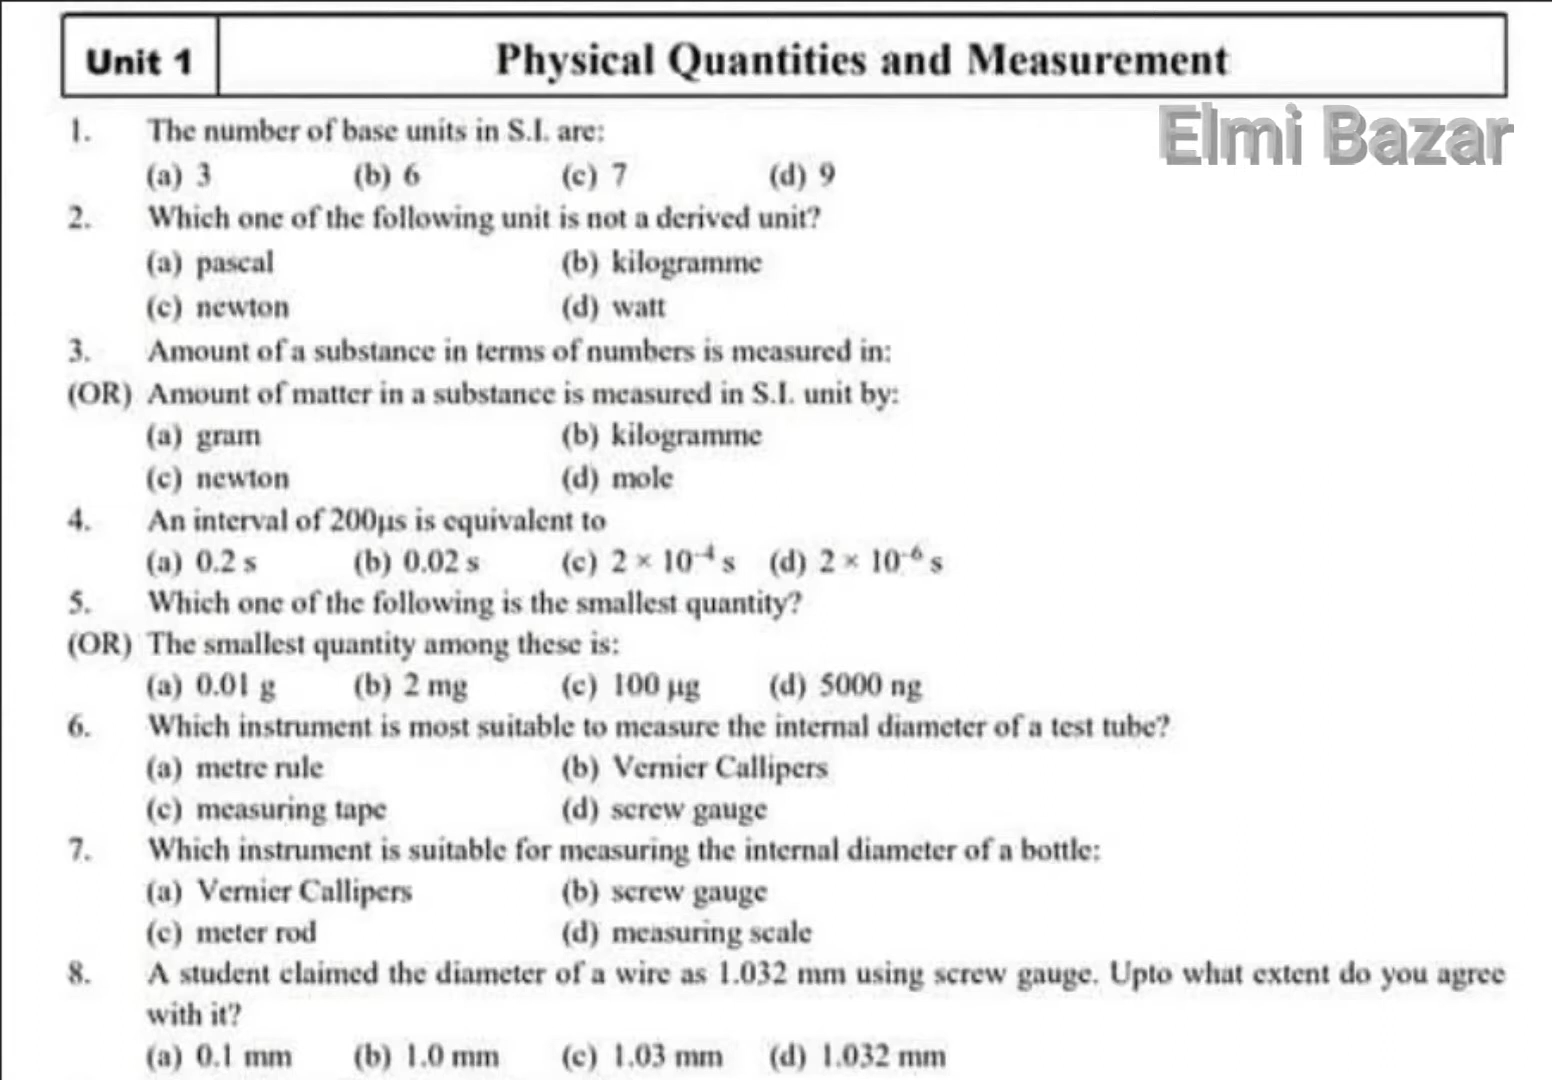 Unit 1 Physical Quantities and Measurement
Elmi Bazar
1. The number of base units in S.I. are:
(a) 3 (b) 6 (c) 7 (d) 9
2. Which one of the following unit is not a derived unit?
(a) pascal (b) kilogramme
(c) newton (d) watt
3. Amount of a substance in terms of numbers is measured in:
(OR) Amount of matter in a substance is measured in S.I. unit by:
(a) gram (b) kilogramme
(c) newton (d) mole
4. An interval of 200µs is equivalent to
(a) 0.2 s (b) 0.02 s (c) 2 × 10⁻⁴ s (d) 2 × 10⁻⁶ s
5. Which one of the following is the smallest quantity?
(OR) The smallest quantity among these is:
(a) 0.01 g (b) 2 mg (c) 100 µg (d) 5000 ng
6. Which instrument is most suitable to measure the internal diameter of a test tube?
(a) metre rule (b) Vernier Callipers
(c) measuring tape (d) screw gauge
7. Which instrument is suitable for measuring the internal diameter of a bottle:
(a) Vernier Callipers (b) screw gauge
(c) meter rod (d) measuring scale
8. A student claimed the diameter of a wire as 1.032 mm using screw gauge. Upto what extent do you agree
with it?
(a) 0.1 mm (b) 1.0 mm (c) 1.03 mm (d) 1.032 mm